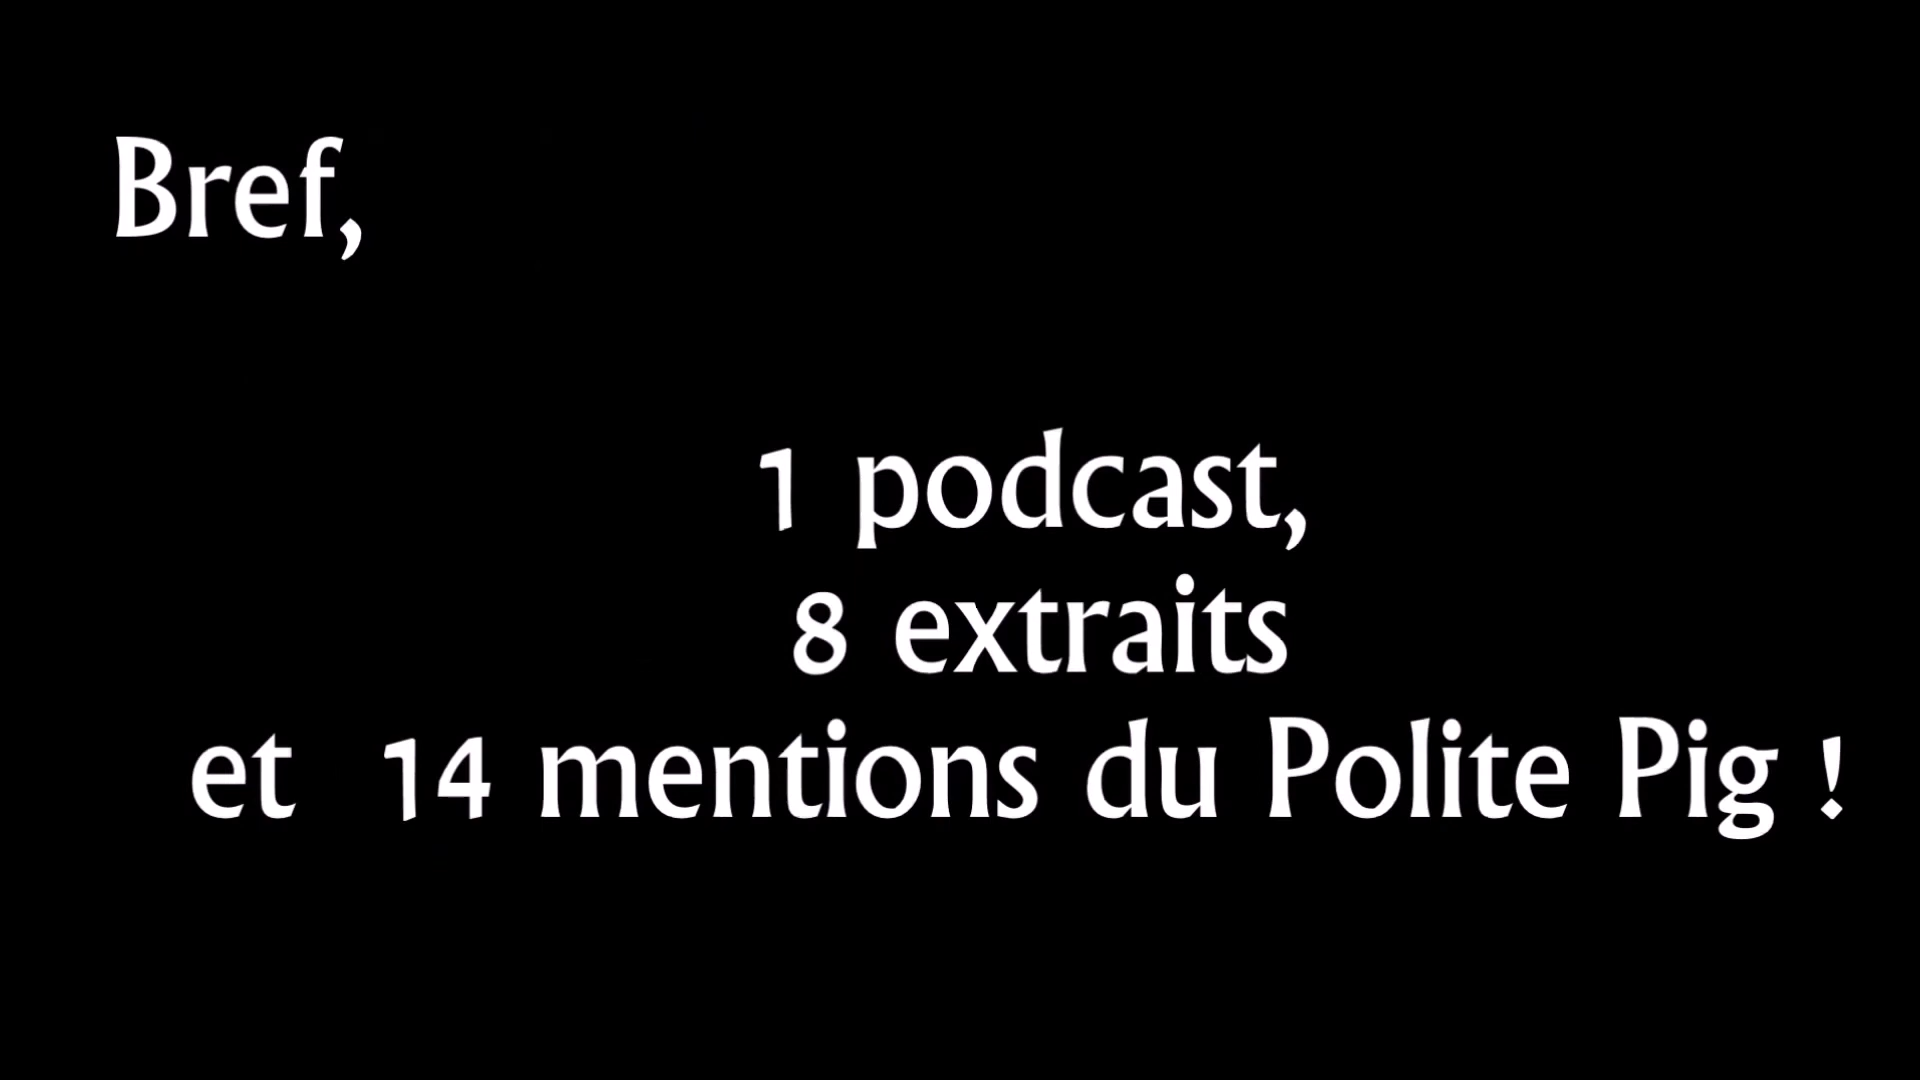 Bref,
1 podcast,
8 extraits
et 14 mentions du Polite Pig !